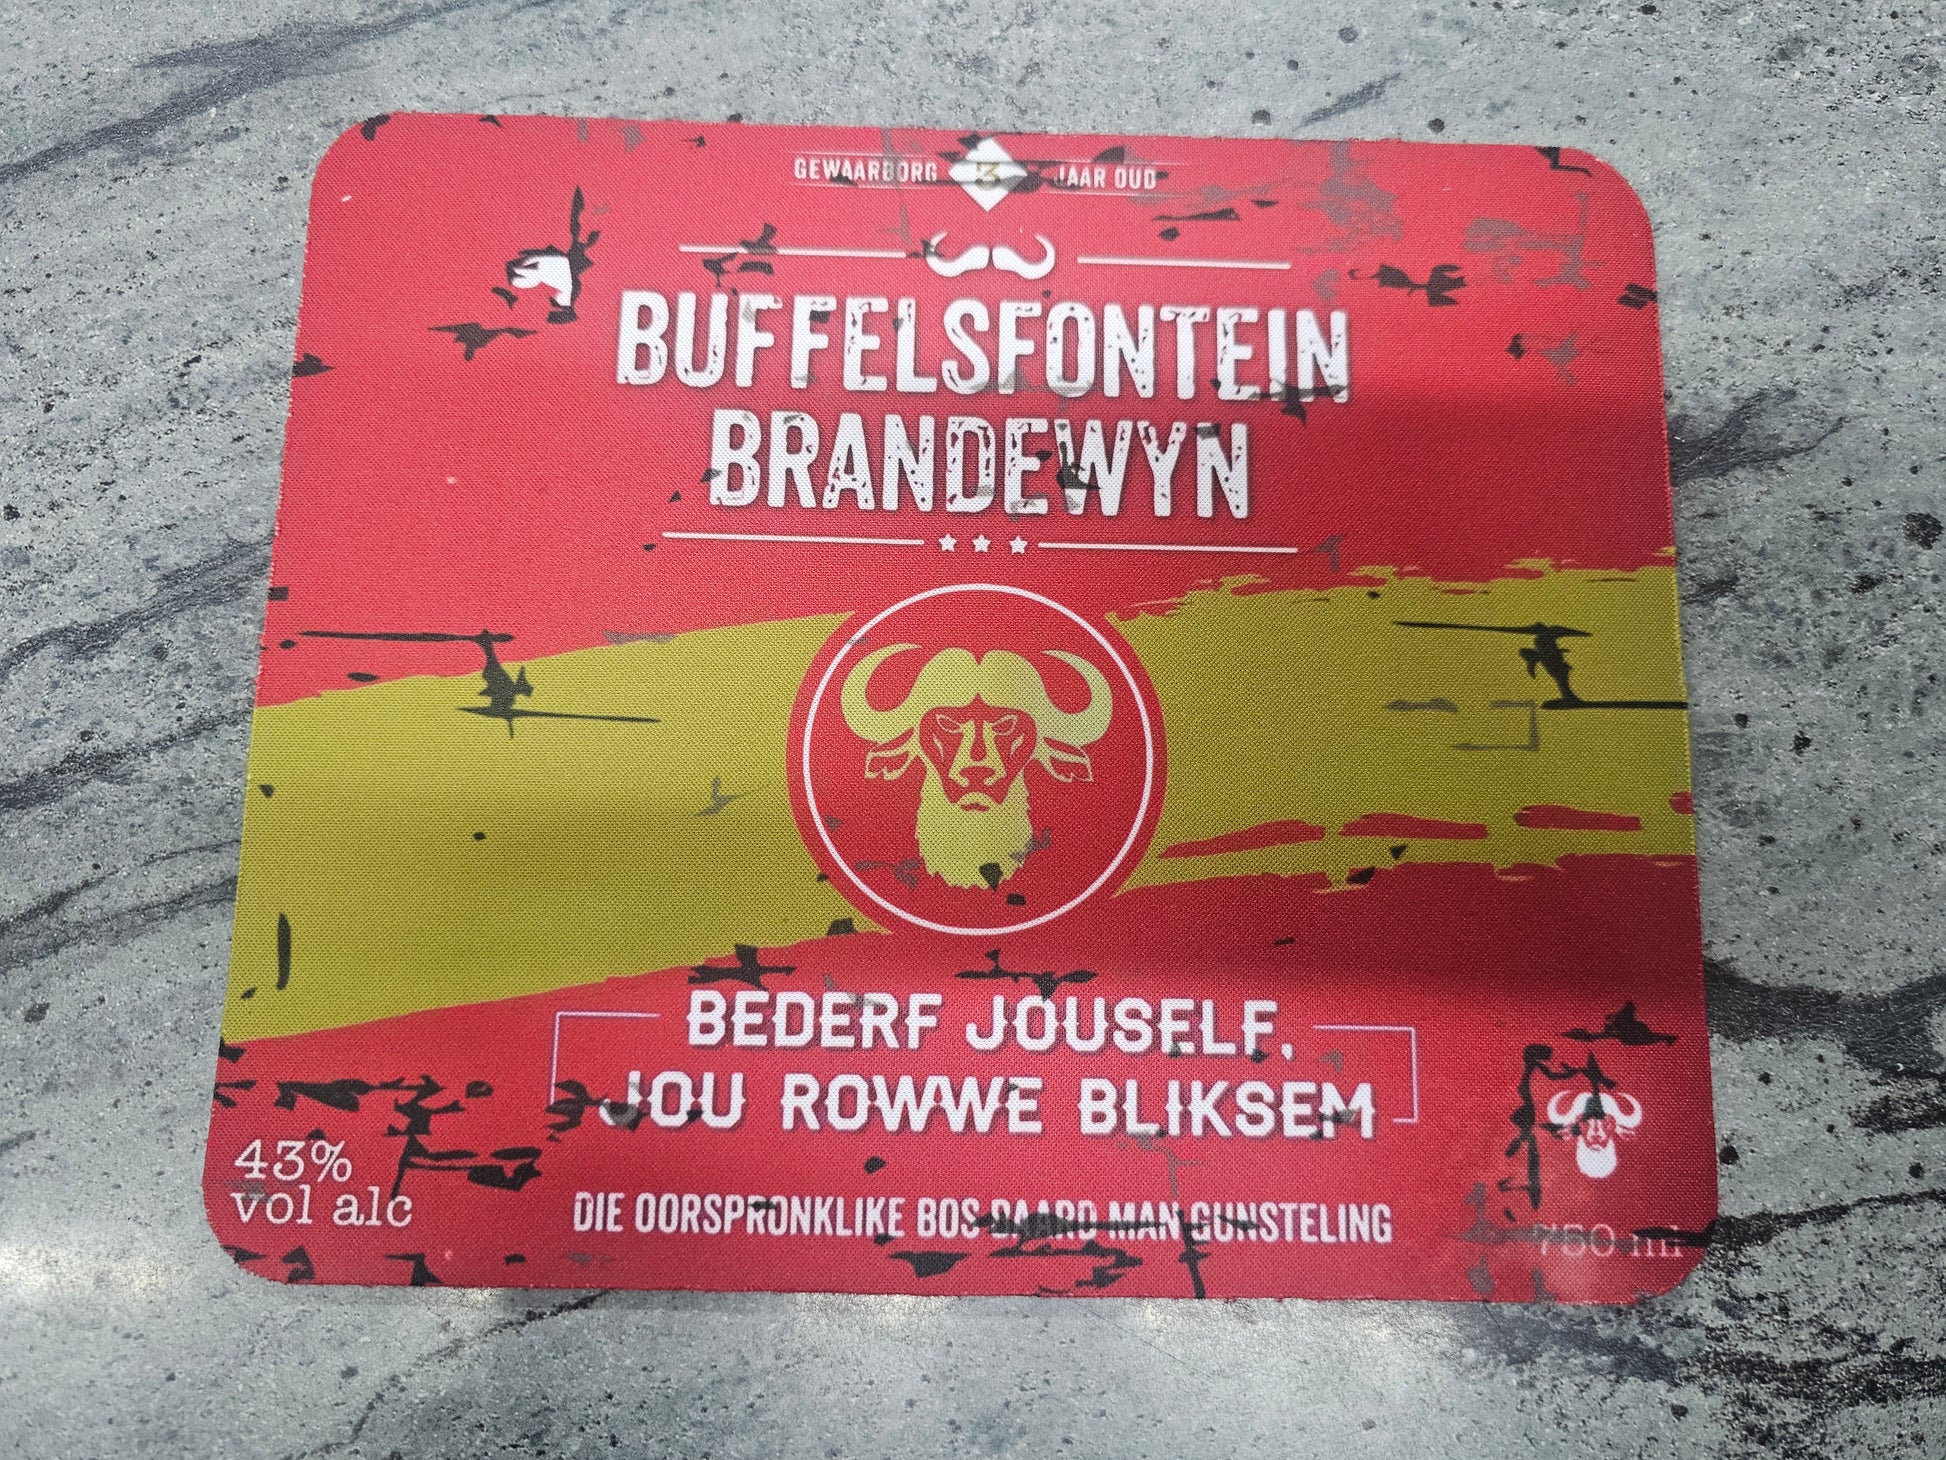 GEWAARBORG 3 JAAR OUD
BUFFELSFONTEIN
BRANDEWYN
BEDERF JOUSELF,
JOU ROWWE BLIKSEM
43%
vol alc
DIE OORSPRONKLIKE BOS BAARD MAN GUNSTELING
750 ml